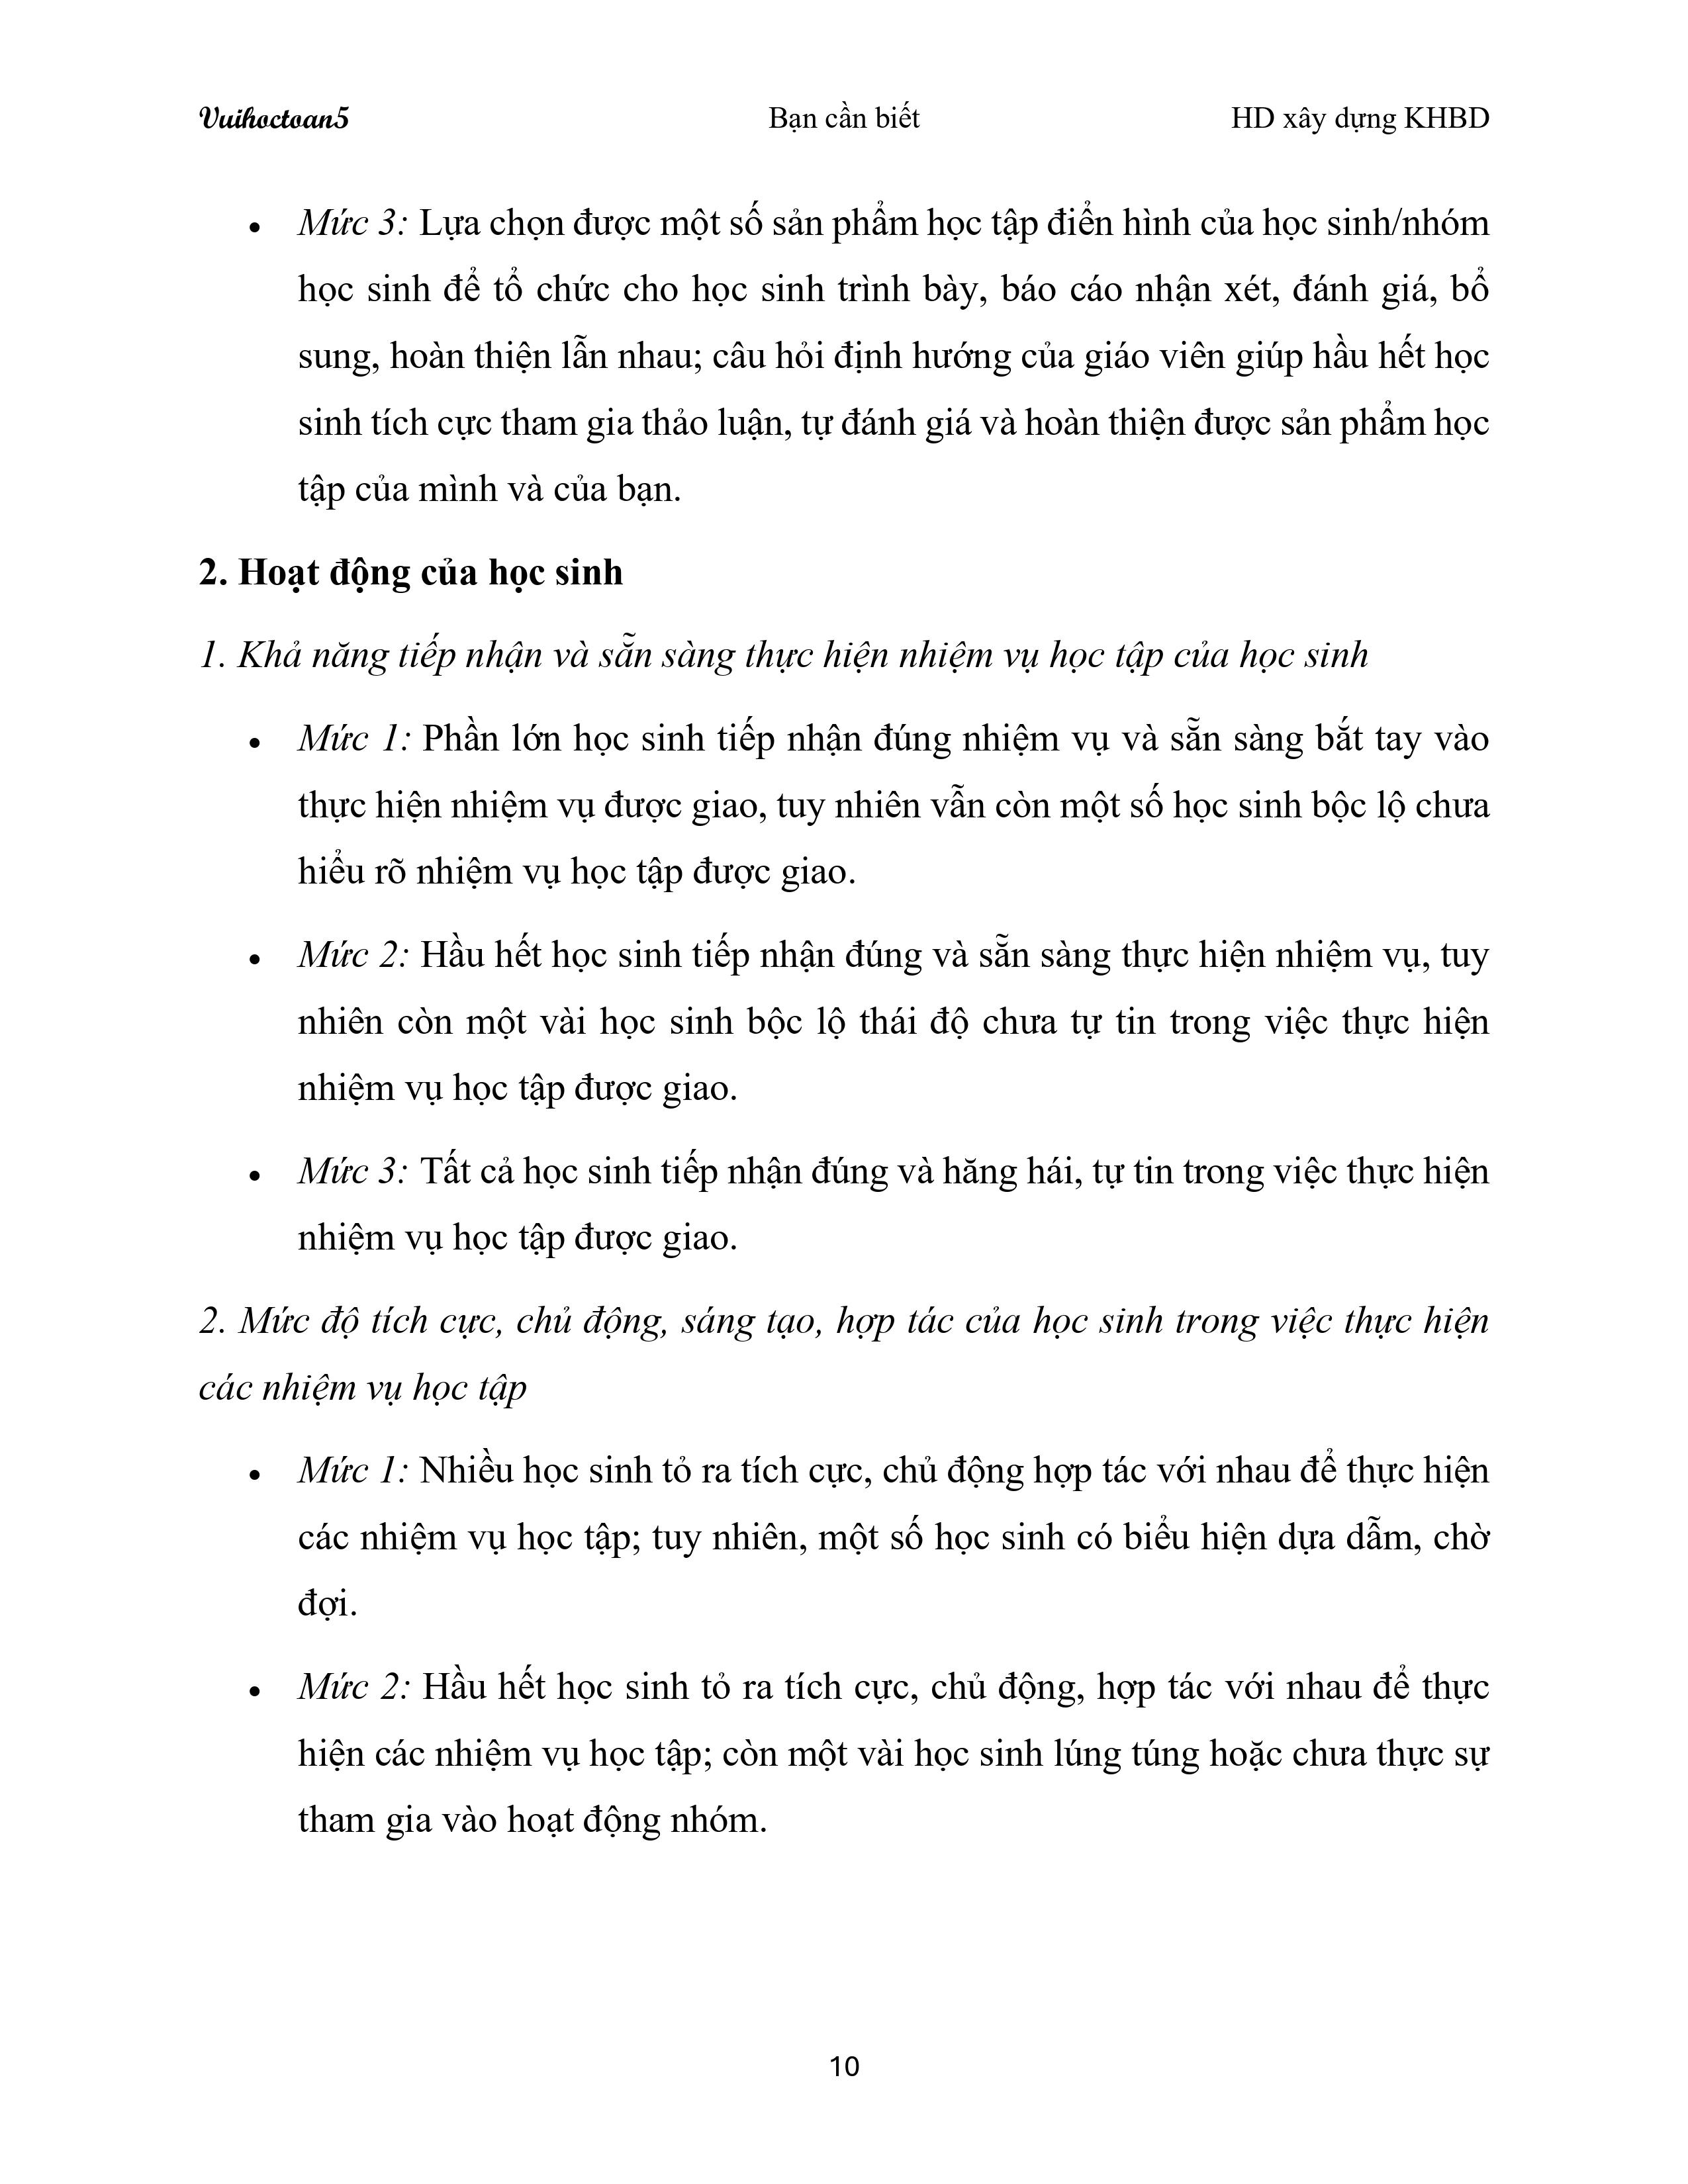 Vuihoctoan5 Bạn cần biết HD xây dựng KHBD
• Mức 3: Lựa chọn được một số sản phẩm học tập điển hình của học sinh/nhóm
học sinh để tổ chức cho học sinh trình bày, báo cáo nhận xét, đánh giá, bổ
sung, hoàn thiện lẫn nhau; câu hỏi định hướng của giáo viên giúp hầu hết học
sinh tích cực tham gia thảo luận, tự đánh giá và hoàn thiện được sản phẩm học
tập của mình và của bạn.
2. Hoạt động của học sinh
1. Khả năng tiếp nhận và sẵn sàng thực hiện nhiệm vụ học tập của học sinh
• Mức 1: Phần lớn học sinh tiếp nhận đúng nhiệm vụ và sẵn sàng bắt tay vào
thực hiện nhiệm vụ được giao, tuy nhiên vẫn còn một số học sinh bộc lộ chưa
hiểu rõ nhiệm vụ học tập được giao.
• Mức 2: Hầu hết học sinh tiếp nhận đúng và sẵn sàng thực hiện nhiệm vụ, tuy
nhiên còn một vài học sinh bộc lộ thái độ chưa tự tin trong việc thực hiện
nhiệm vụ học tập được giao.
• Mức 3: Tất cả học sinh tiếp nhận đúng và hăng hái, tự tin trong việc thực hiện
nhiệm vụ học tập được giao.
2. Mức độ tích cực, chủ động, sáng tạo, hợp tác của học sinh trong việc thực hiện
các nhiệm vụ học tập
• Mức 1: Nhiều học sinh tỏ ra tích cực, chủ động hợp tác với nhau để thực hiện
các nhiệm vụ học tập; tuy nhiên, một số học sinh có biểu hiện dựa dẫm, chờ
đợi.
• Mức 2: Hầu hết học sinh tỏ ra tích cực, chủ động, hợp tác với nhau để thực
hiện các nhiệm vụ học tập; còn một vài học sinh lúng túng hoặc chưa thực sự
tham gia vào hoạt động nhóm.
10